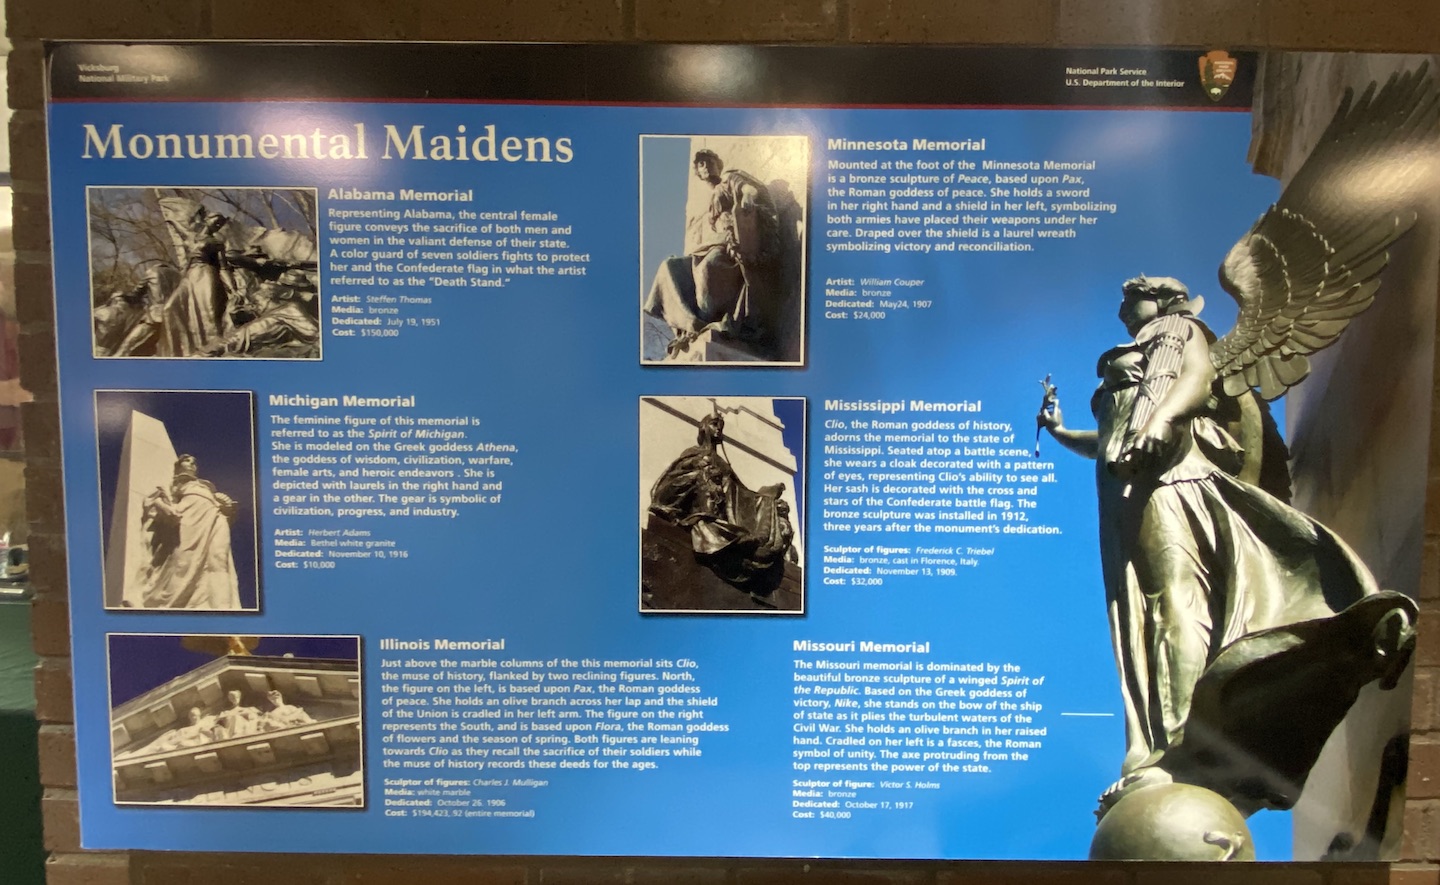 Vicksburg
National Military Park
National Park Service
U.S. Department of the Interior
Monumental Maidens
Alabama Memorial
Representing Alabama, the central female
figure conveys the sacrifice of both men and
women in the valiant defense of their state.
A color guard of seven soldiers fights to protect
her and the Confederate flag in what the artist
referred to as the "Death Stand."
Artist: Steffen Thomas
Media: bronze
Dedicated: July 19, 1951
Cost: $150,000
Michigan Memorial
The feminine figure of this memorial is
referred to as the Spirit of Michigan.
She is modeled on the Greek goddess Athena,
the goddess of wisdom, civilization, warfare,
female arts, and heroic endeavors . She is
depicted with laurels in the right hand and
a gear in the other. The gear is symbolic of
civilization, progress, and industry.
Artist: Herbert Adams
Media: Bethel white granite
Dedicated: November 10, 1916
Cost: $10,000
Illinois Memorial
Just above the marble columns of the this memorial sits Clio,
the muse of history, flanked by two reclining figures. North,
the figure on the left, is based upon Pax, the Roman goddess
of peace. She holds an olive branch across her lap and the shield
of the Union is cradled in her left arm. The figure on the right
represents the South, and is based upon Flora, the Roman goddess
of flowers and the season of spring. Both figures are leaning
towards Clio as they recall the sacrifice of their soldiers while
the muse of history records these deeds for the ages.
Sculptor of figures: Charles J. Mulligan
Media: white marble
Dedicated: October 26, 1906
Cost: $194,423,.92 (entire memorial)
Minnesota Memorial
Mounted at the foot of the Minnesota Memorial
is a bronze sculpture of Peace, based upon Pax,
the Roman goddess of peace. She holds a sword
in her right hand and a shield in her left, symbolizing
both armies have placed their weapons under her
care. Draped over the shield is a laurel wreath
symbolizing victory and reconciliation.
Artist: William Couper
Media: bronze
Dedicated: May24, 1907
Cost: $24,000
Mississippi Memorial
Clio, the Roman goddess of history,
adorns the memorial to the state of
Mississippi. Seated atop a battle scene,
she wears a cloak decorated with a pattern
of eyes, representing Clio's ability to see all.
Her sash is decorated with the cross and
stars of the Confederate battle flag. The
bronze sculpture was installed in 1912,
three years after the monument's dedication.
Sculptor of figures: Frederick C. Triebel
Media: bronze, cast in Florence, Italy.
Dedicated: November 13, 1909.
Cost: $32,000
Missouri Memorial
The Missouri memorial is dominated by the
beautiful bronze sculpture of a winged Spirit of
the Republic. Based on the Greek goddess of
victory, Nike, she stands on the bow of the ship
of state as it plies the turbulent waters of the
Civil War. She holds an olive branch in her raised
hand. Cradled on her left is a fasces, the Roman
symbol of unity. The axe protruding from the
top represents the power of the state.
Sculptor of figure: Victor S. Holms
Media: bronze
Dedicated: October 17, 1917
Cost: $40,000